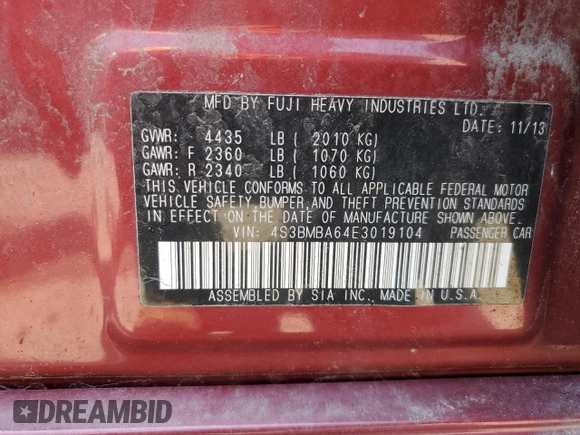 MFD BY FUJI HEAVY INDUSTRIES LTD.
DATE: 11/13
GVWR: 4435 LB ( 2010 KG)
GAWR: F 2360 LB ( 1070 KG)
GAWR: R 2340 LB ( 1060 KG)
THIS VEHICLE CONFORMS TO ALL APPLICABLE FEDERAL MOTOR
VEHICLE SAFETY,BUMPER,AND THEFT PREVENTION STANDARDS
IN EFFECT ON THE DATE OF MANUFACTURE SHOWN ABOVE.
VIN: 4S3BMBA64E3019104 PASSENGER CAR
ASSEMBLED BY SIA INC. MADE IN U.S.A.
DREAMBID